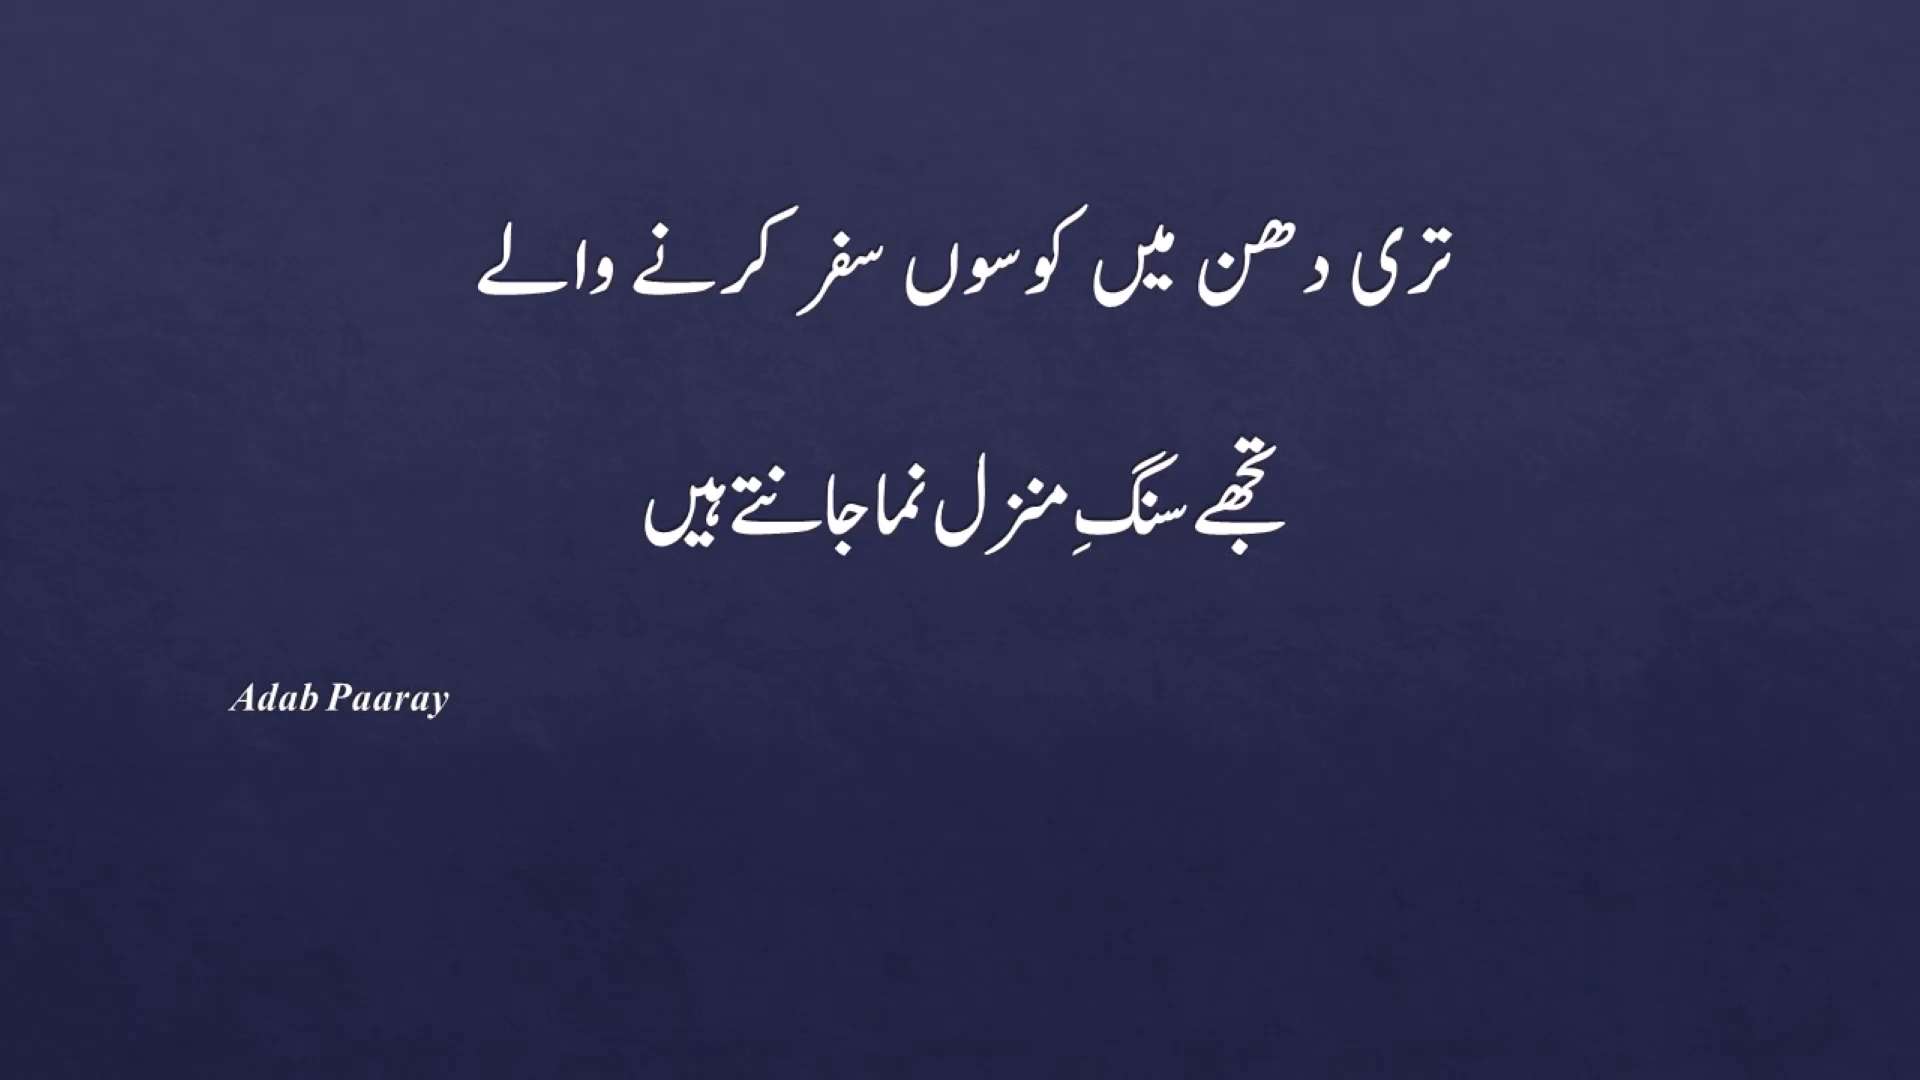 تری دھن میں کوسوں سفر کرنے والے
تجھے سنگِ منزل نما جانتے ہیں
Adab Paaray